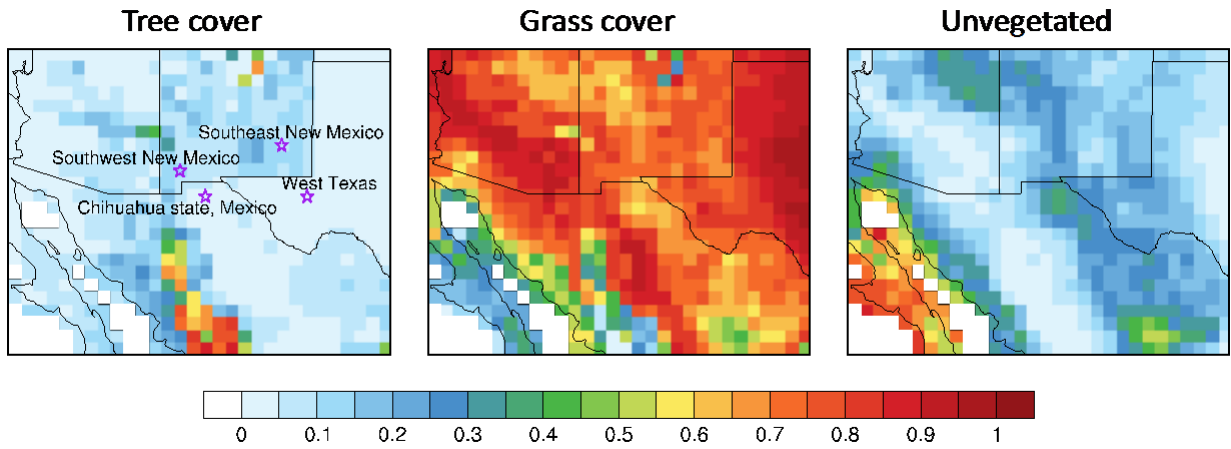 Tree cover
Grass cover
Unvegetated
Southeast New Mexico
Southwest New Mexico
West Texas
Chihuahua state, Mexico
0 0.1 0.2 0.3 0.4 0.5 0.6 0.7 0.8 0.9 1